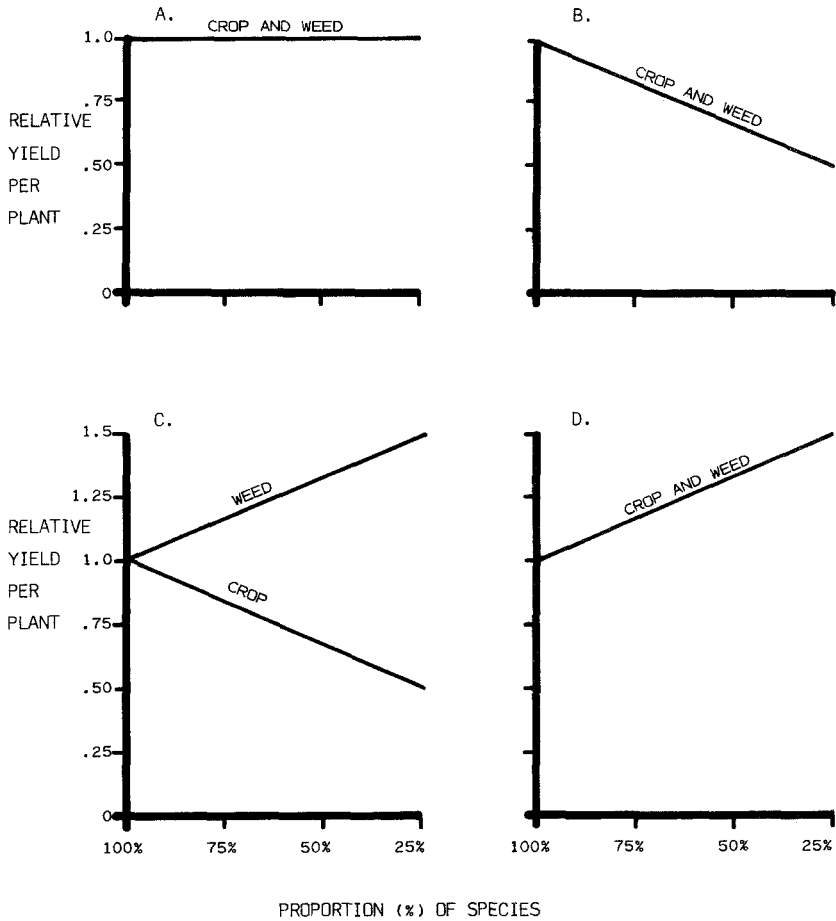 A.
CROP AND WEED
1.0
.75
.50
.25
0
RELATIVE
YIELD
PER
PLANT
B.
CROP AND WEED
C.
1.5
1.25
1.0
.75
.50
.25
0
RELATIVE
YIELD
PER
PLANT
WEED
CROP
100% 75% 50% 25%
D.
CROP AND WEED
100% 75% 50% 25%
PROPORTION (%) OF SPECIES